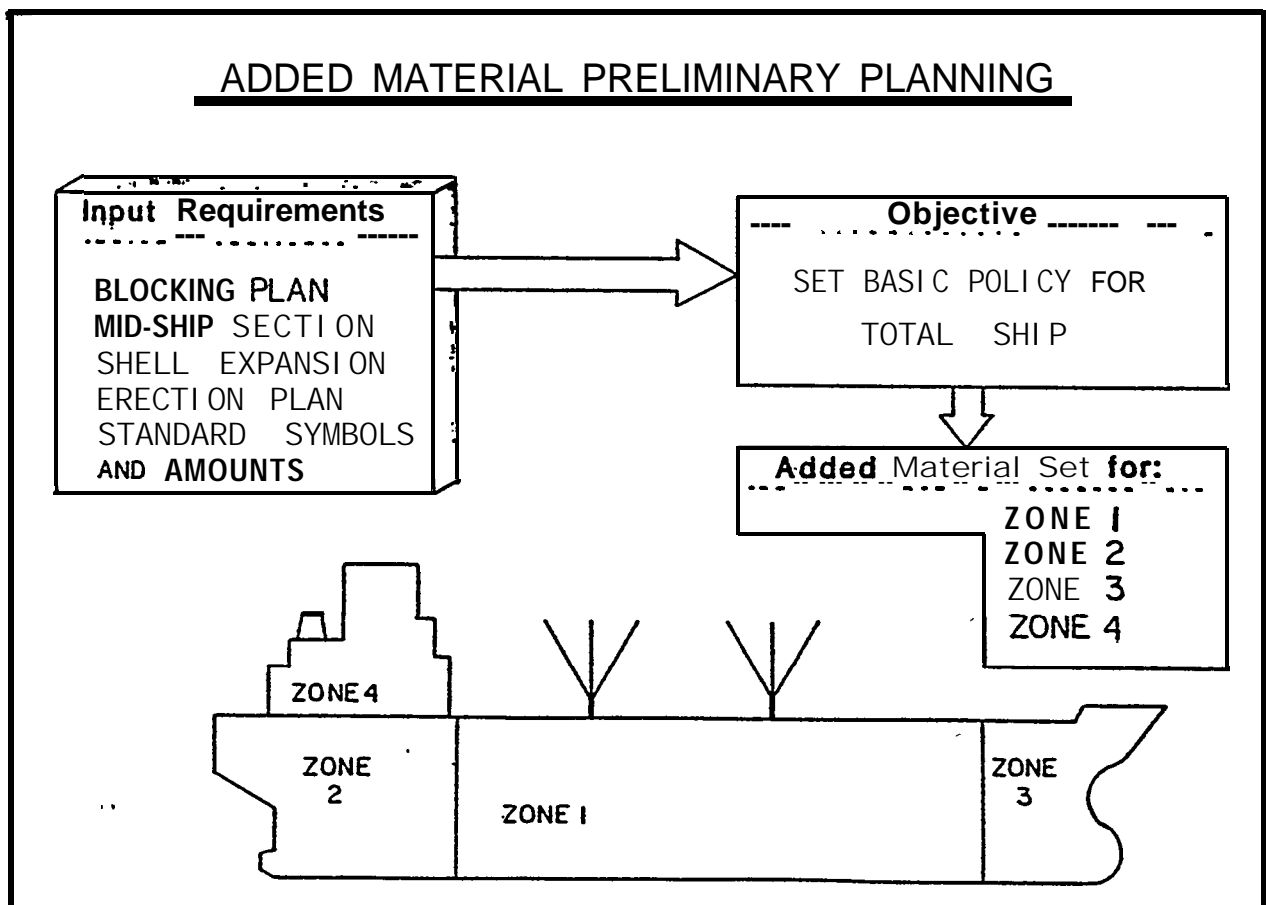 ADDED MATERIAL PRELIMINARY PLANNING
Input Requirements
BLOCKING PLAN
MID-SHIP SECTION
SHELL EXPANSION
ERECTION PLAN
STANDARD SYMBOLS
AND AMOUNTS
Objective
SET BASIC POLICY FOR
TOTAL SHIP
Added Material Set for:
ZONE 1
ZONE 2
ZONE 3
ZONE 4
ZONE 4
ZONE
2
ZONE 1
ZONE
3